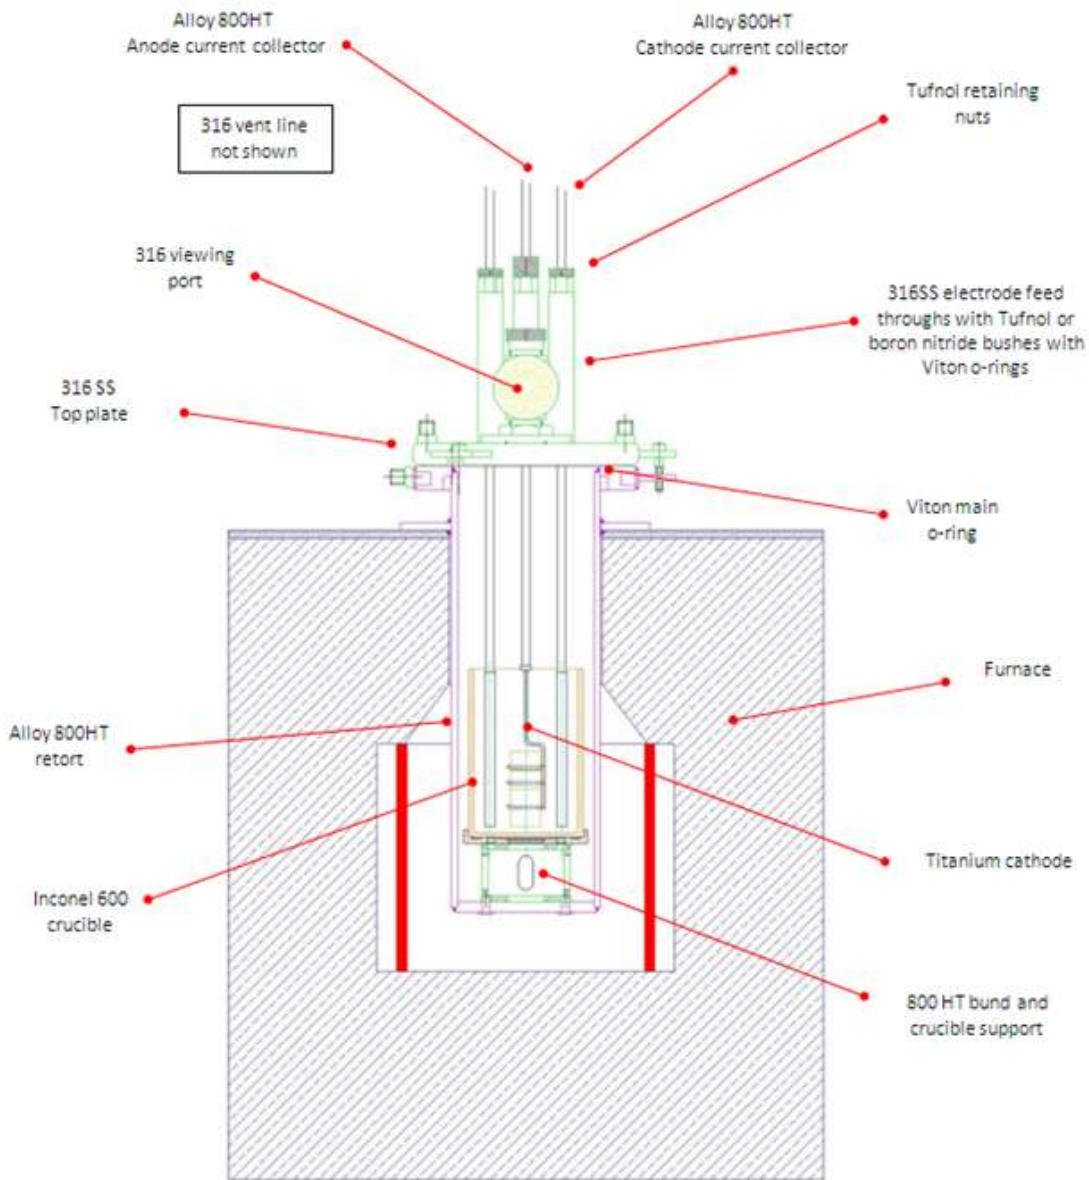 Alloy 800HT
Anode current collector
Alloy 800HT
Cathode current collector
Tufnol retaining
nuts
316 vent line
not shown
316 viewing
port
316SS electrode feed
throughs with Tufnol or
boron nitride bushes with
Viton o-rings
316 SS
Top plate
Viton main
o-ring
Furnace
Alloy 800HT
retort
Titanium cathode
Inconel 600
crucible
800 HT bund and
crucible support